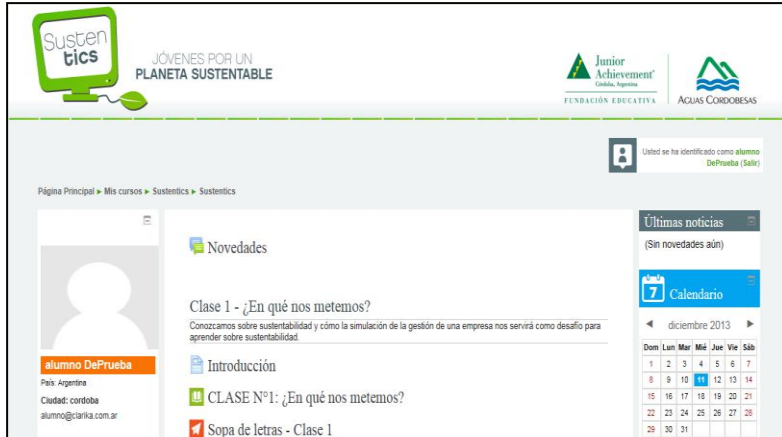 Susten
tics
JÓVENES POR UN
PLANETA SUSTENTABLE
Junior
Achievement
Córdoba, Argentina
FUNDACIÓN EDUCATIVA
AGUAS CORDOBESAS
Usted se ha identificado como alumno
DePrueba (Salir)
Página Principal ► Mis cursos ► Sustentics ► Sustentics
Novedades
Clase 1 - ¿En qué nos metemos?
Conozcamos sobre sustentabilidad y cómo la simulación de la gestión de una empresa nos servirá como desafío para
aprender sobre sustentabilidad.
Introducción
CLASE N°1: ¿En qué nos metemos?
Sopa de letras - Clase 1
alumno DePrueba
País: Argentina
Ciudad: cordoba
alumno@clarika.com.ar
Últimas noticias
(Sin novedades aún)
7 Calendario
◄ diciembre 2013 ►
Dom Lun Mar Mié Jue Vie Sáb
1 2 3 4 5 6 7
8 9 10 11 12 13 14
15 16 17 18 19 20 21
22 23 24 25 26 27 28
29 30 31